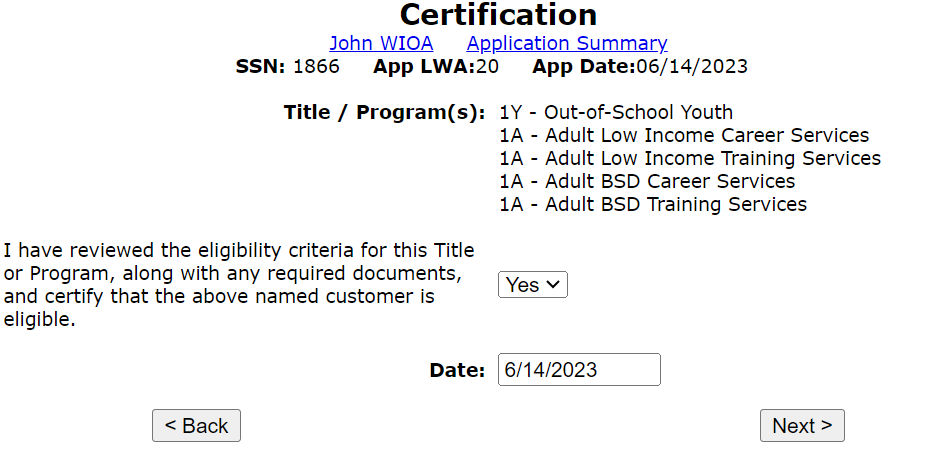 Certification
John WIOA Application Summary
SSN: 1866 App LWA:20 App Date:06/14/2023
Title / Program(s): 1Y - Out-of-School Youth
1A - Adult Low Income Career Services
1A - Adult Low Income Training Services
1A - Adult BSD Career Services
1A - Adult BSD Training Services
I have reviewed the eligibility criteria for this Title
or Program, along with any required documents,
and certify that the above named customer is
eligible.
Yes
Date: 6/14/2023
< Back Next >